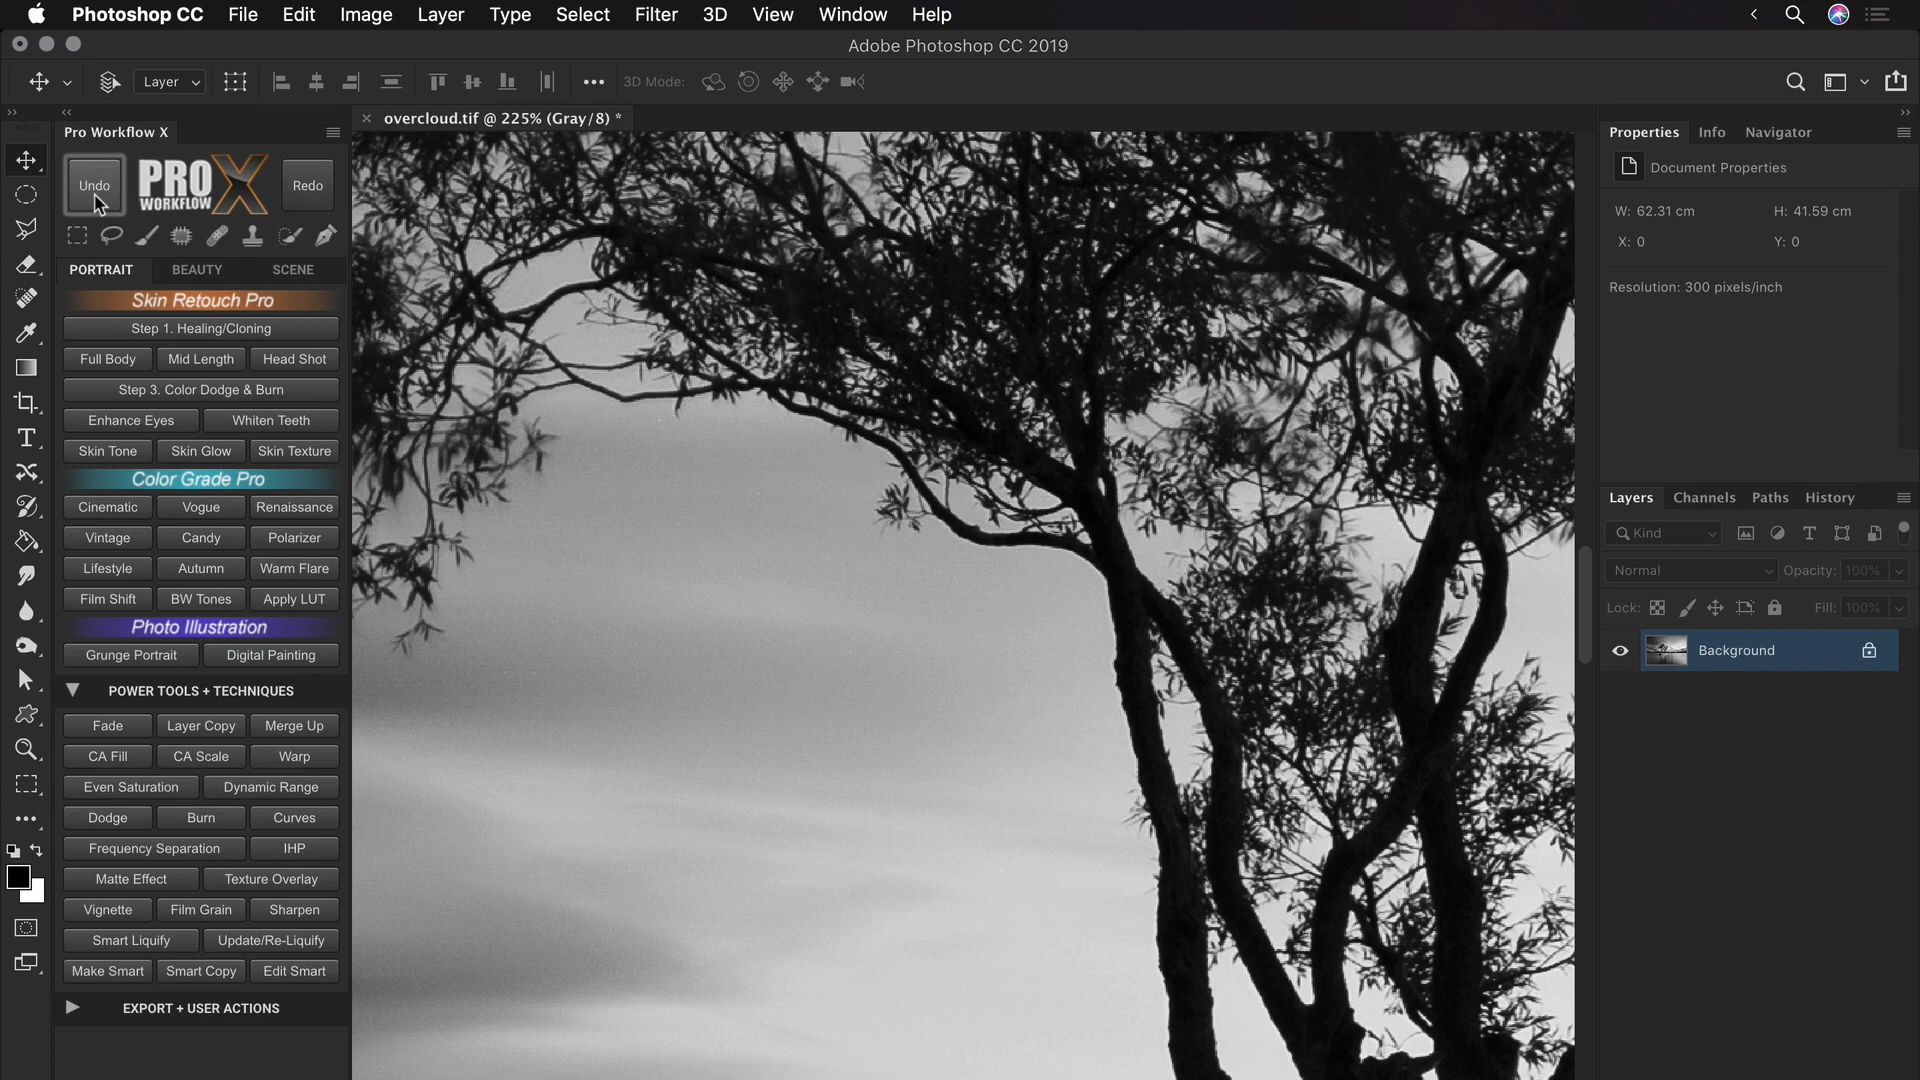 Photoshop CC File Edit Image Layer Type Select Filter 3D View Window Help
Adobe Photoshop CC 2019
Layer 3D Mode:
Pro Workflow X
overcloud.tif @ 225% (Gray/8) *
Undo
PRO WORKFLOW X
Redo
PORTRAIT BEAUTY SCENE
Skin Retouch Pro
Step 1. Healing/Cloning
Full Body Mid Length Head Shot
Step 3. Color Dodge & Burn
Enhance Eyes Whiten Teeth
Skin Tone Skin Glow Skin Texture
Color Grade Pro
Cinematic Vogue Renaissance
Vintage Candy Polarizer
Lifestyle Autumn Warm Flare
Film Shift BW Tones Apply LUT
Photo Illustration
Grunge Portrait Digital Painting
POWER TOOLS + TECHNIQUES
Fade Layer Copy Merge Up
CA Fill CA Scale Warp
Even Saturation Dynamic Range
Dodge Burn Curves
Frequency Separation IHP
Matte Effect Texture Overlay
Vignette Film Grain Sharpen
Smart Liquify Update/Re-Liquify
Make Smart Smart Copy Edit Smart
EXPORT + USER ACTIONS
Properties Info Navigator
Document Properties
W: 62.31 cm H: 41.59 cm
X: 0 Y: 0
Resolution: 300 pixels/inch
Layers Channels Paths History
Kind
Normal Opacity: 100%
Lock: Fill: 100%
Background